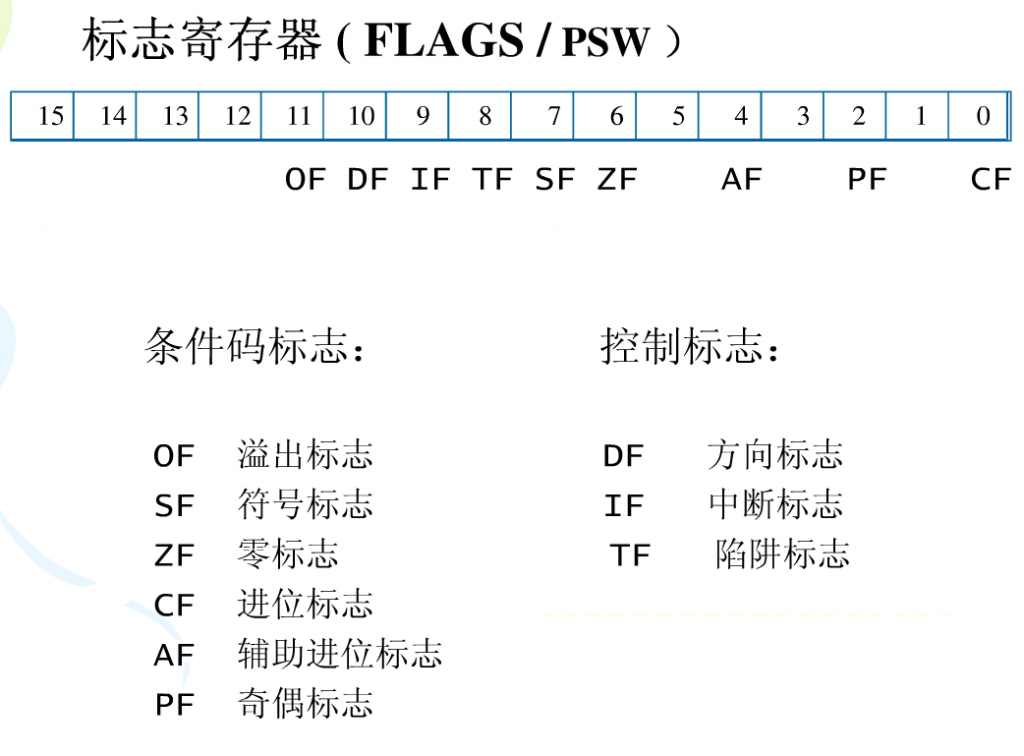 标志寄存器 ( FLAGS / PSW )
15 14 13 12 11 10 9 8 7 6 5 4 3 2 1 0
OF DF IF TF SF ZF AF PF CF
条件码标志： 控制标志：
OF 溢出标志 DF 方向标志
SF 符号标志 IF 中断标志
ZF 零标志 TF 陷阱标志
CF 进位标志
AF 辅助进位标志
PF 奇偶标志